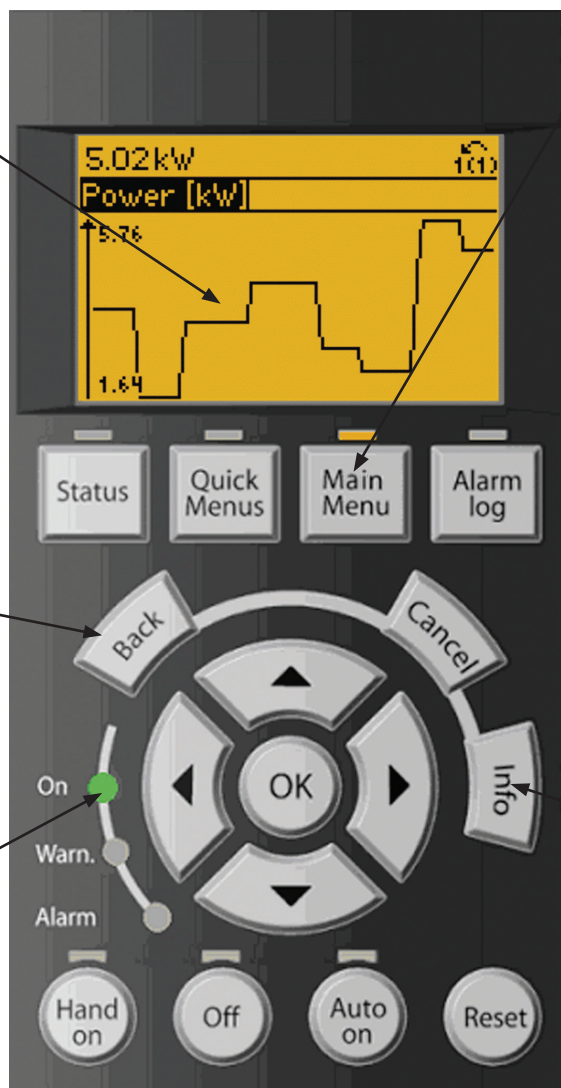 5.02kW
1(1)
Power [kW]
5.76
1.64
Status
Quick
Menus
Main
Menu
Alarm
log
Back
Cancel
OK
Info
On
Warn.
Alarm
Hand
on
Off
Auto
on
Reset